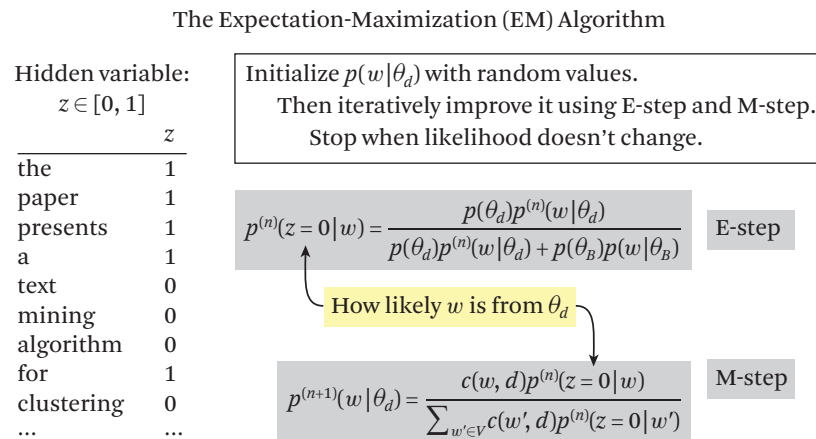 The Expectation-Maximization (EM) Algorithm
Hidden variable:
z ∈ [0, 1]
z
the 1
paper 1
presents 1
a 1
text 0
mining 0
algorithm 0
for 1
clustering 0
... ...
Initialize p(w|θ_d) with random values.
Then iteratively improve it using E-step and M-step.
Stop when likelihood doesn't change.
p^(n)(z = 0|w) = p(θ_d)p^(n)(w|θ_d) / p(θ_d)p^(n)(w|θ_d) + p(θ_B)p(w|θ_B)
E-step
How likely w is from θ_d
p^(n+1)(w|θ_d) = c(w, d)p^(n)(z = 0|w) / ∑_w′∈V c(w′, d)p^(n)(z = 0|w′)
M-step